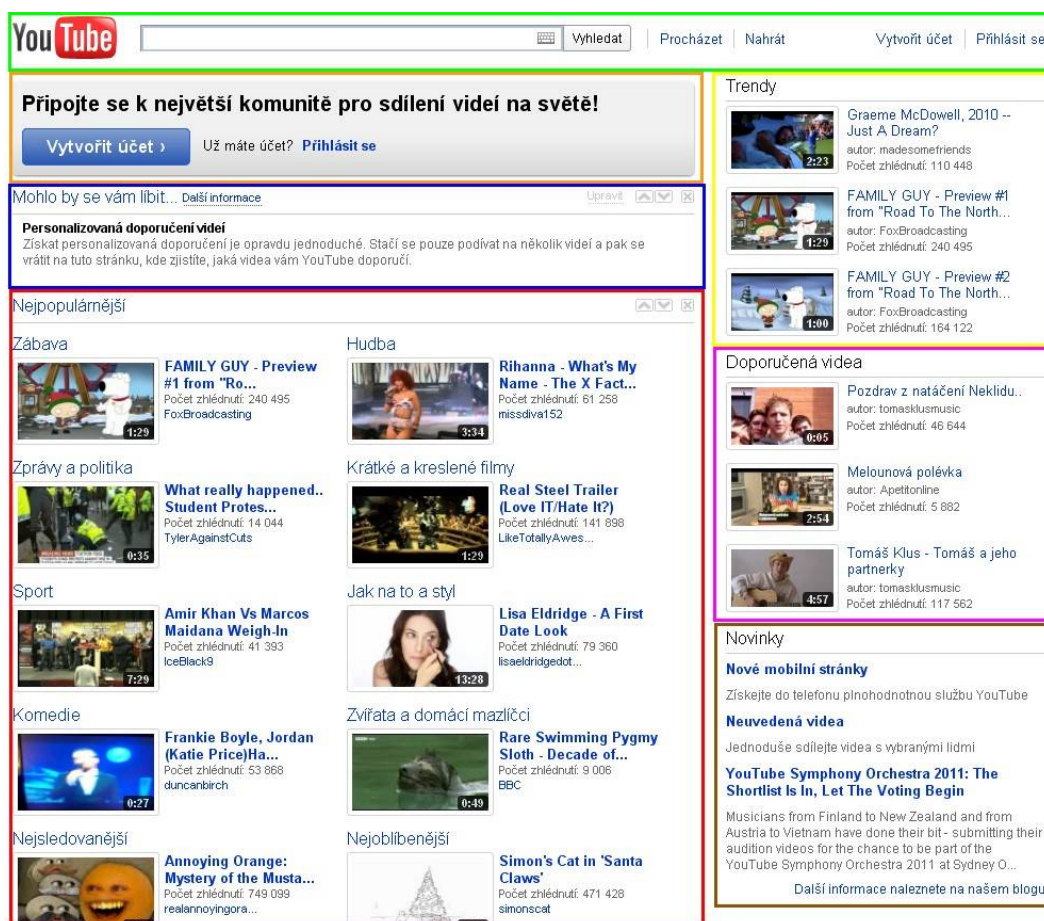 You Tube
Vyhledat
Procházet
Nahrát
Vytvořit účet
Přihlásit se
Připojte se k největší komunitě pro sdílení videí na světě!
Vytvořit účet ›
Už máte účet? Přihlásit se
Mohlo by se vám líbit... Další informace
Upravit
Personalizovaná doporučení videí
Získat personalizovaná doporučení je opravdu jednoduché. Stačí se pouze podívat na několik videí a pak se
vrátit na tuto stránku, kde zjistíte, jaká videa vám YouTube doporučí.
Nejpopulárnější
Zábava
FAMILY GUY - Preview
#1 from "Ro...
Počet zhlédnutí: 240 495
FoxBroadcasting
1:29
Hudba
Rihanna - What's My
Name - The X Fact...
Počet zhlédnutí: 61 258
missdiva152
3:34
Zprávy a politika
What really happened..
Student Protes...
Počet zhlédnutí: 14 044
TylerAgainstCuts
0:35
Krátké a kreslené filmy
Real Steel Trailer
(Love IT/Hate It?)
Počet zhlédnutí: 141 898
LikeTotallyAwes...
1:29
Sport
Amir Khan Vs Marcos
Maidana Weigh-In
Počet zhlédnutí: 41 393
IceBlack9
7:29
Jak na to a styl
Lisa Eldridge - A First
Date Look
Počet zhlédnutí: 79 360
lisaeldridgedot...
13:28
Komedie
Frankie Boyle, Jordan
(Katie Price)Ha...
Počet zhlédnutí: 53 868
duncanbirch
0:27
Zvířata a domácí mazlíčci
Rare Swimming Pygmy
Sloth - Decade of...
Počet zhlédnutí: 9 006
BBC
0:49
Nejsledovanější
Annoying Orange:
Mystery of the Musta...
Počet zhlédnutí: 749 099
realannoyingora...
Nejoblíbenější
Simon's Cat in 'Santa
Claws'
Počet zhlédnutí: 471 428
simonscat
Trendy
Graeme McDowell, 2010 --
Just A Dream?
autor: madesomefriends
Počet zhlédnutí: 110 448
2:23
FAMILY GUY - Preview #1
from "Road To The North...
autor: FoxBroadcasting
Počet zhlédnutí: 240 495
1:29
FAMILY GUY - Preview #2
from "Road To The North...
autor: FoxBroadcasting
Počet zhlédnutí: 164 122
1:00
Doporučená videa
Pozdrav z natáčení Neklidu..
autor: tomasklusmusic
Počet zhlédnutí: 46 644
0:05
Melounová polévka
autor: Apetitonline
Počet zhlédnutí: 5 882
2:54
Tomáš Klus - Tomáš a jeho
partnerky
autor: tomasklusmusic
Počet zhlédnutí: 117 562
4:57
Novinky
Nové mobilní stránky
Získejte do telefonu plnohodnotnou službu YouTube
Neuvedená videa
Jednoduše sdílejte videa s vybranými lidmi
YouTube Symphony Orchestra 2011: The
Shortlist Is In, Let The Voting Begin
Musicians from Finland to New Zealand and from
Austria to Vietnam have done their bit - submitting their
audition videos for the chance to be part of the
YouTube Symphony Orchestra 2011 at Sydney O...
Další informace naleznete na našem blogu